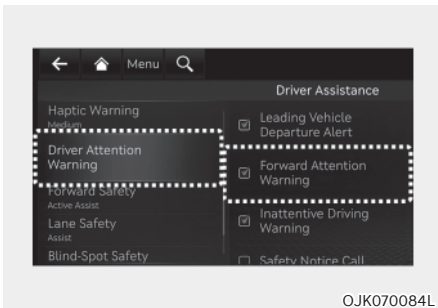 Menu
Driver Assistance
Haptic Warning
Medium
Driver Attention
Warning
Forward Safety
Active Assist
Lane Safety
Assist
Blind-Spot Safety
Leading Vehicle
Departure Alert
Forward Attention
Warning
Inattentive Driving
Warning
Safety Notice Call
OJK070084L